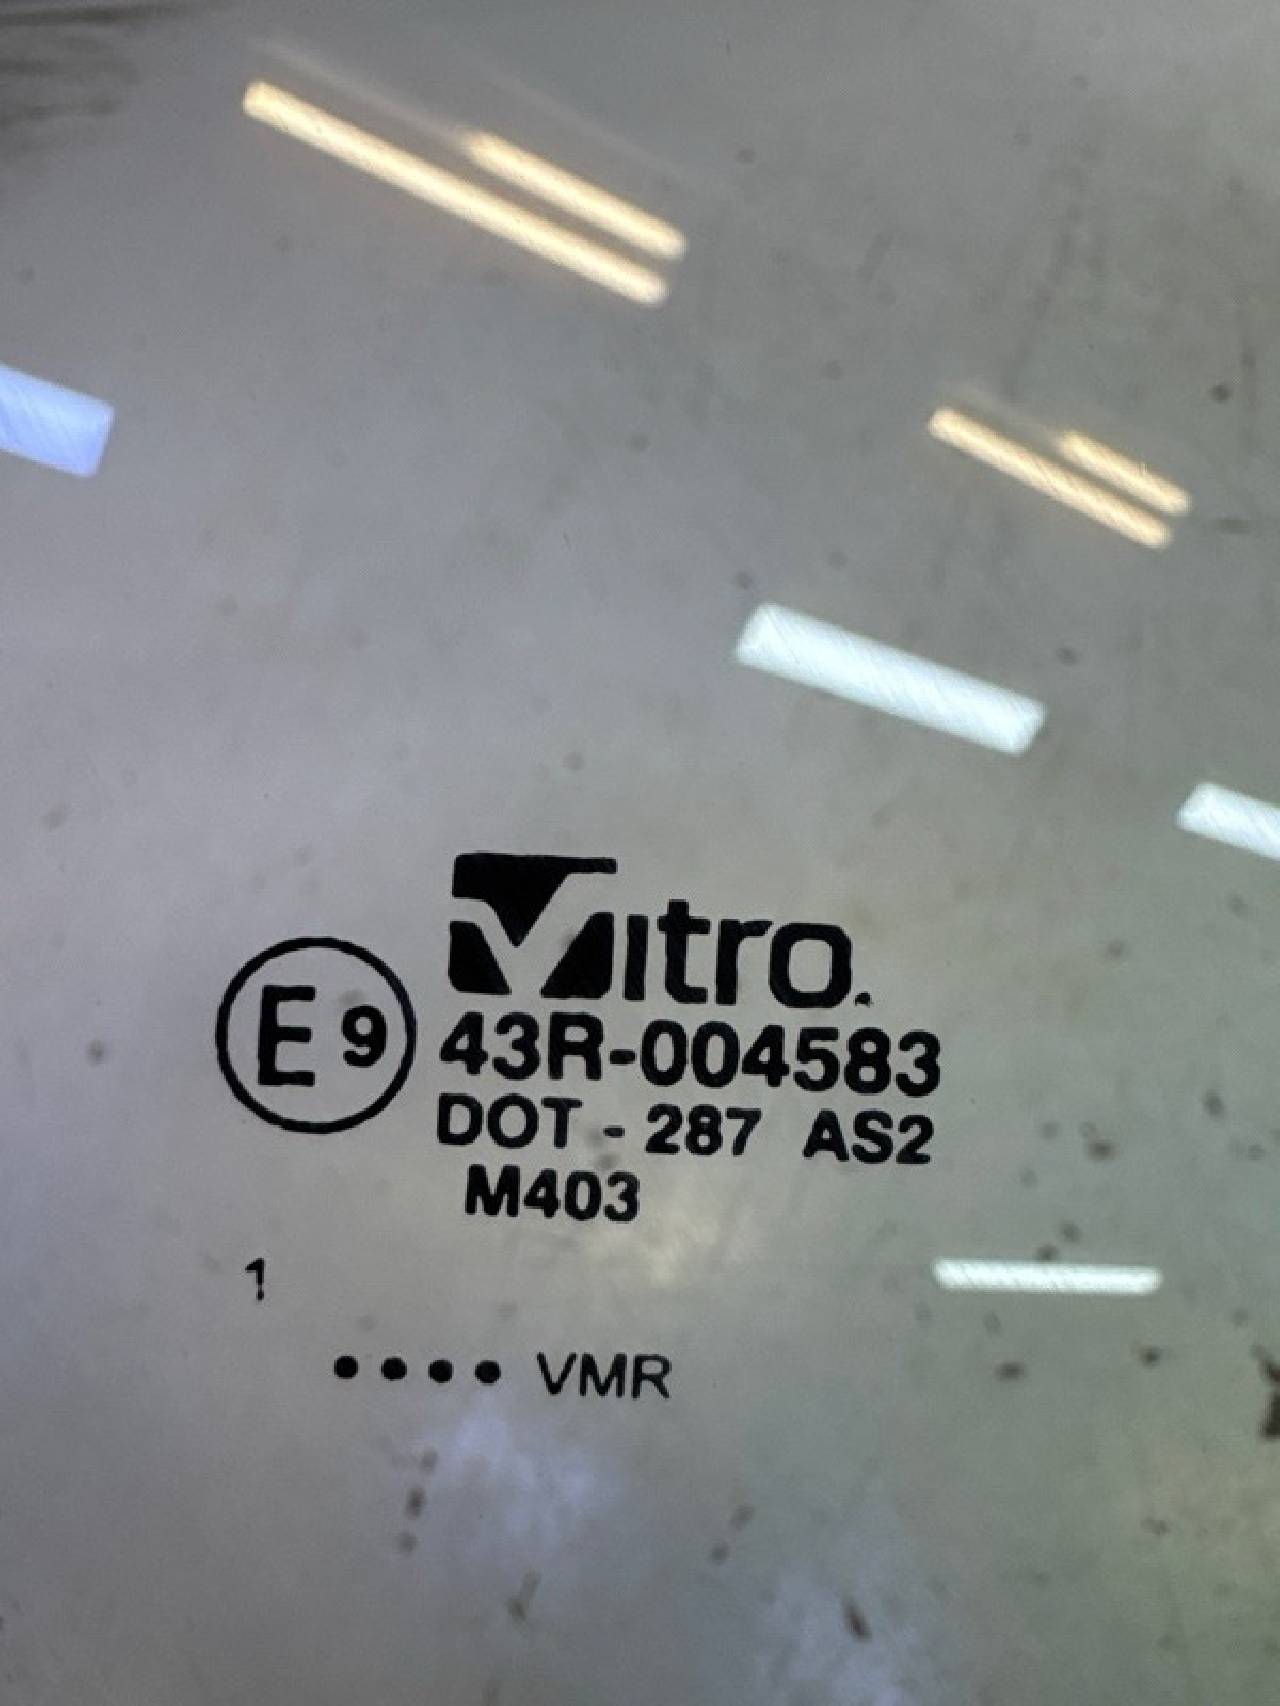 Vitro.
E9
43R-004583
DOT - 287 AS2
M403
1
•••• VMR